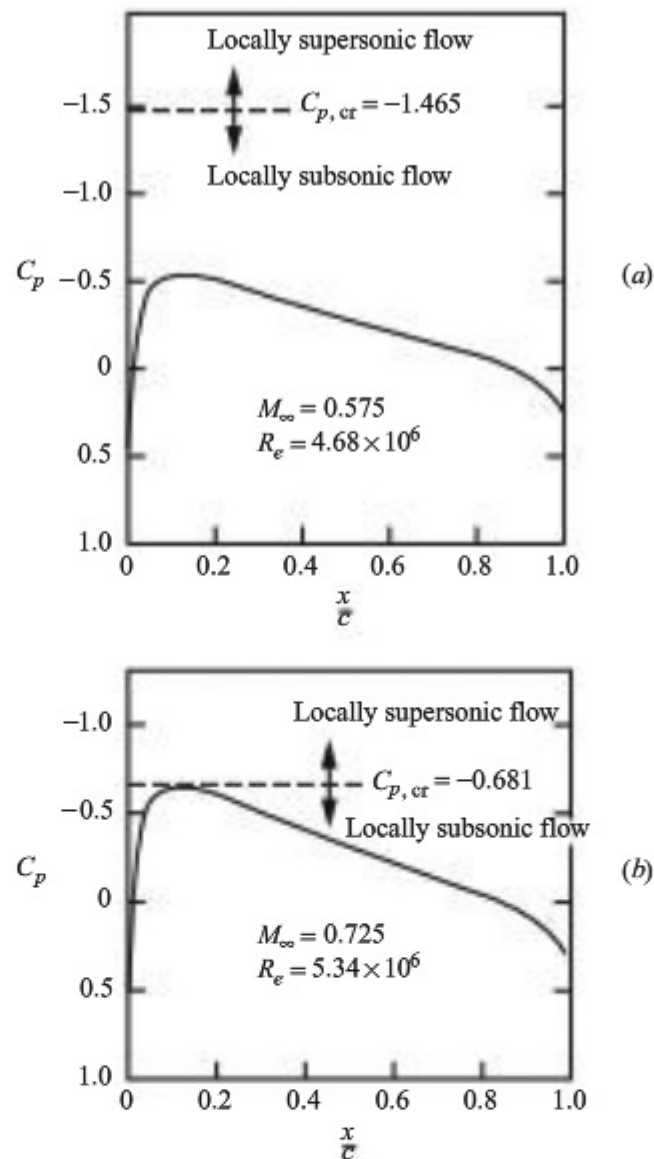 Locally supersonic flow
−1.5
C_p, cr = −1.465
Locally subsonic flow
−1.0
C_p −0.5 (a)
0
M_∞ = 0.575
R_e = 4.68 × 10^6
0.5
1.0
0 0.2 0.4 0.6 0.8 1.0
x
c
−1.0
Locally supersonic flow
C_p, cr = −0.681
−0.5
Locally subsonic flow
C_p (b)
0
M_∞ = 0.725
R_e = 5.34 × 10^6
0.5
1.0
0 0.2 0.4 0.6 0.8 1.0
x
c